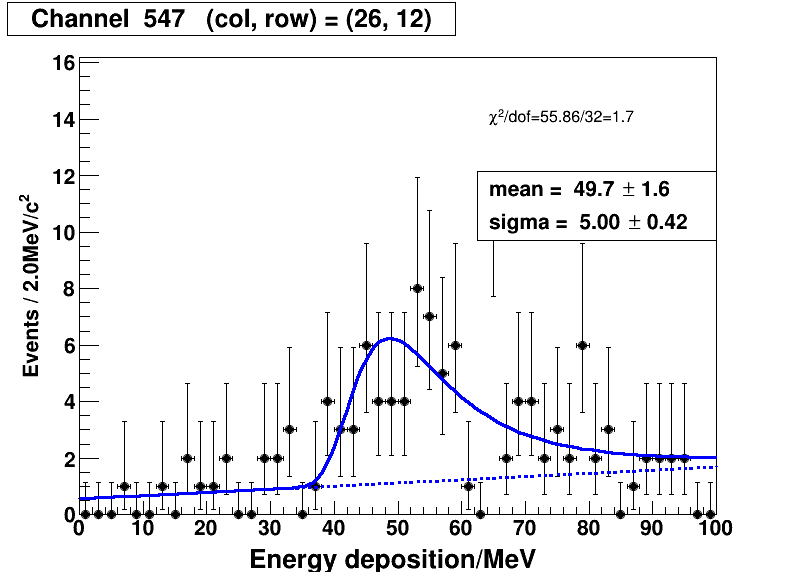 Channel 547 (col, row) = (26, 12)
χ²/dof=55.86/32=1.7
mean = 49.7 ± 1.6
sigma = 5.00 ± 0.42
Events / 2.0MeV/c²
16
14
12
10
8
6
4
2
0
0 10 20 30 40 50 60 70 80 90 100
Energy deposition/MeV